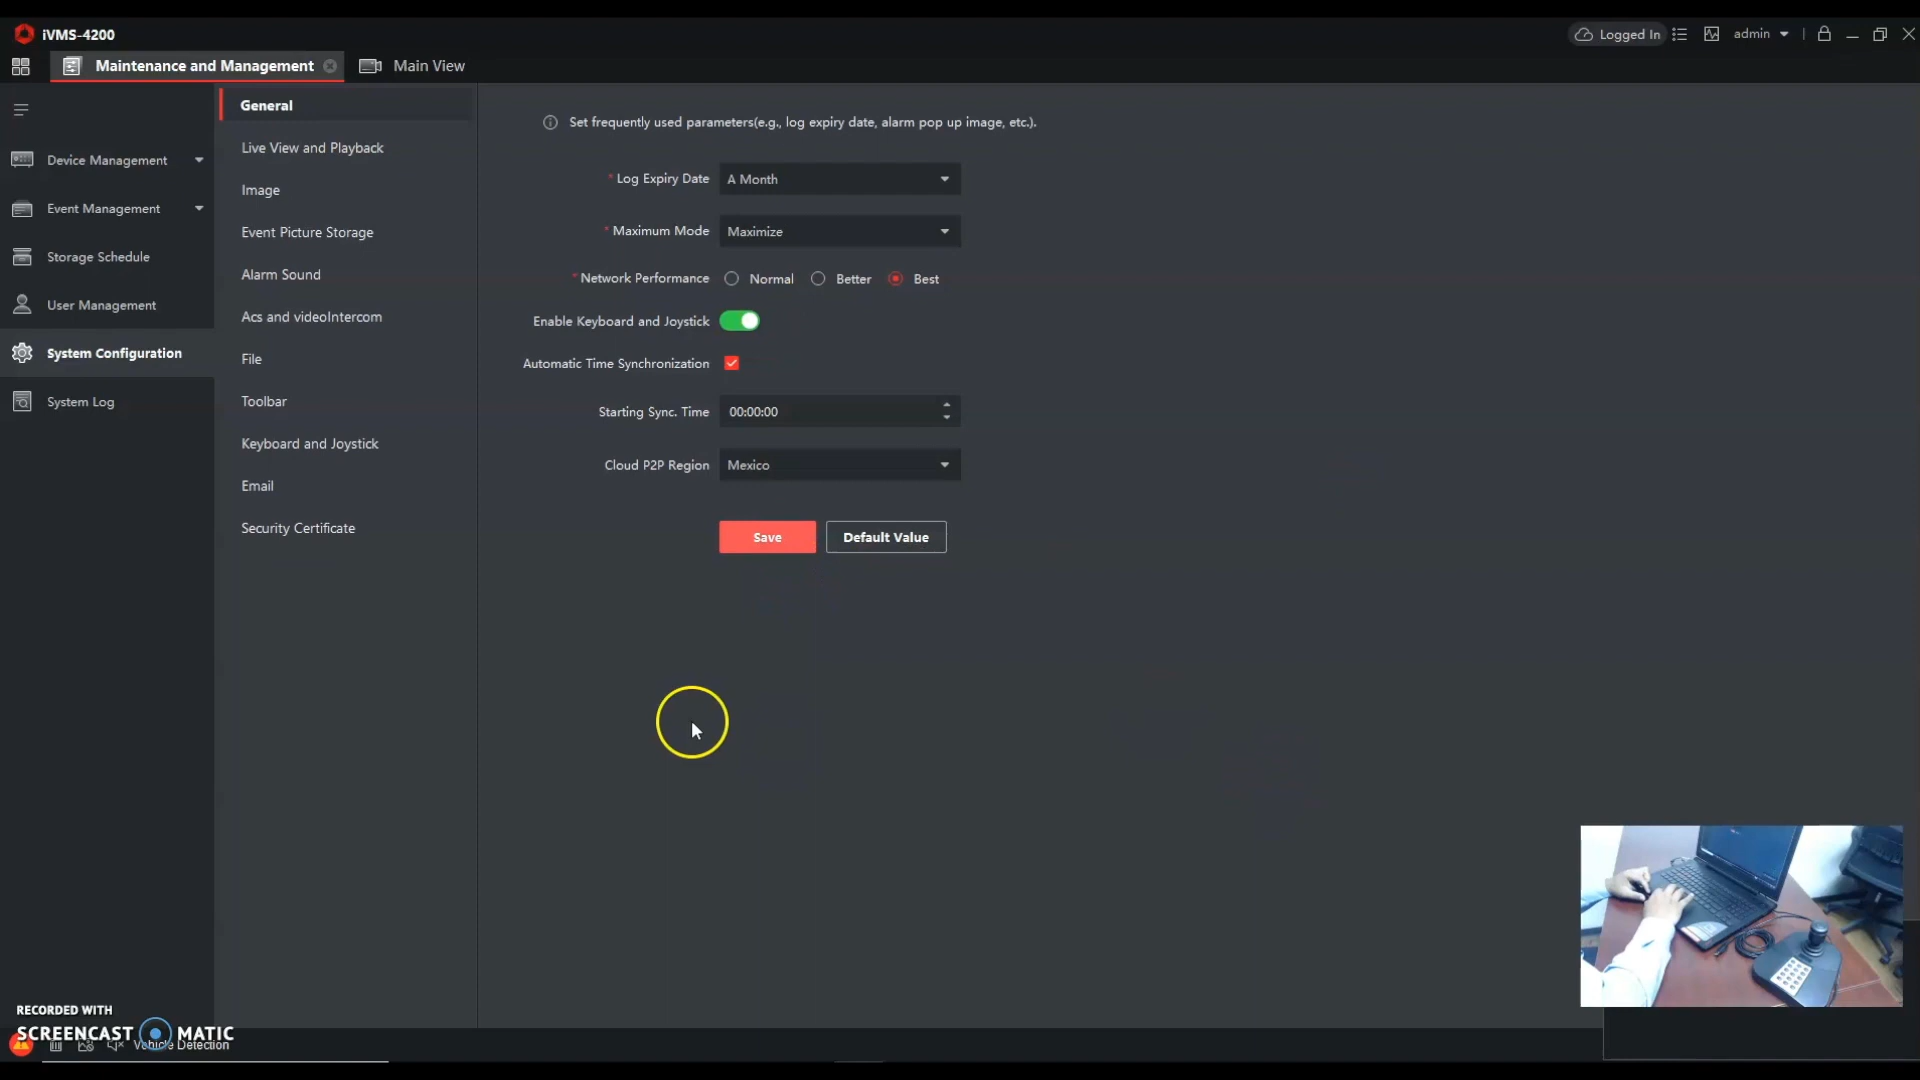 iVMS-4200
Logged In
admin
Maintenance and Management
Main View
Device Management
Event Management
Storage Schedule
User Management
System Configuration
System Log
General
Live View and Playback
Image
Event Picture Storage
Alarm Sound
Acs and videoIntercom
File
Toolbar
Keyboard and Joystick
Email
Security Certificate
Set frequently used parameters(e.g., log expiry date, alarm pop up image, etc.).
* Log Expiry Date A Month
* Maximum Mode Maximize
* Network Performance Normal Better Best
Enable Keyboard and Joystick
Automatic Time Synchronization
Starting Sync. Time 00:00:00
Cloud P2P Region Mexico
Save Default Value
RECORDED WITH
SCREENCAST MATIC
Vehicle Detection